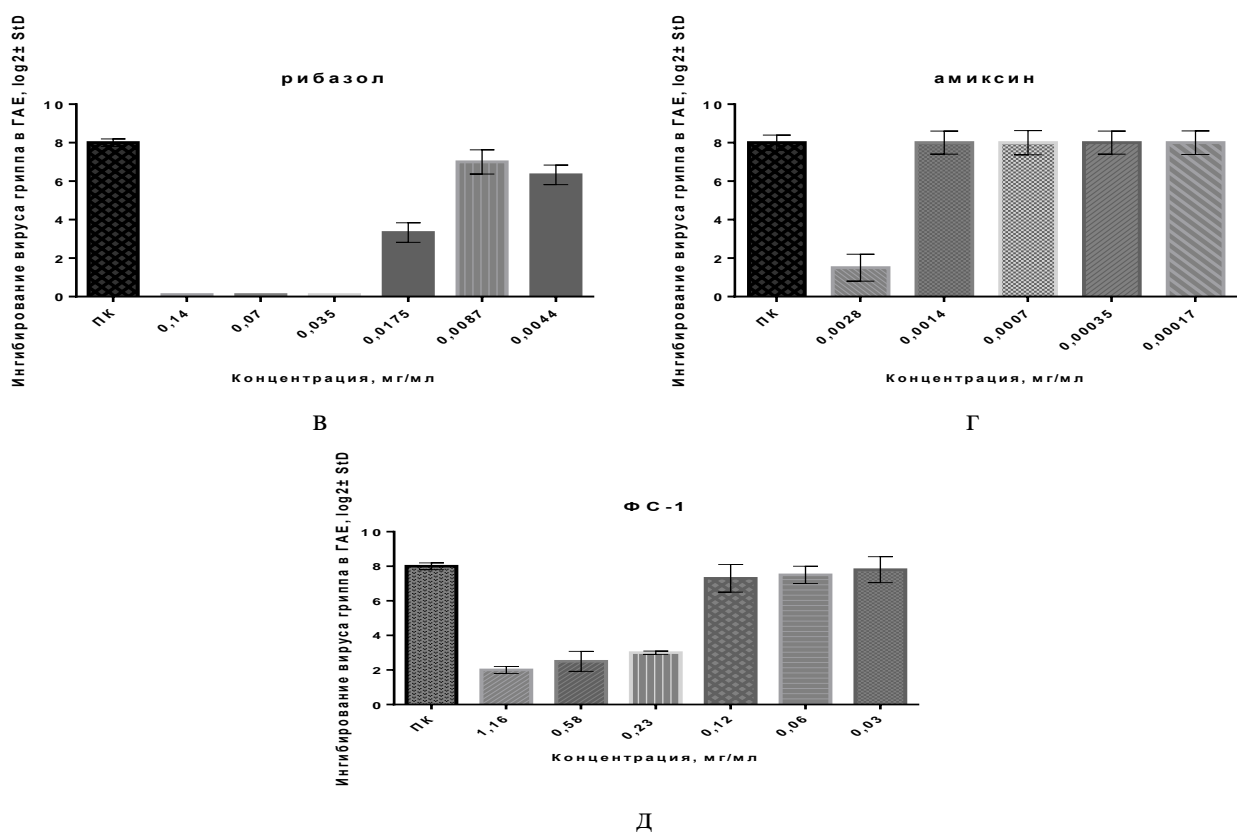 рибазол
Ингибирование вируса гриппа в ГАЕ, log2± StD
10
8
6
4
2
0
ПК
0,14
0,07
0,035
0,0175
0,0087
0,0044
Концентрация, мг/мл
В
амиксин
Ингибирование вируса гриппа в ГАЕ, log2± StD
10
8
6
4
2
0
ПК
0,0028
0,0014
0,0007
0,00035
0,00017
Концентрация, мг/мл
Г
ФС-1
Ингибирование вируса гриппа в ГАЕ, log2± StD
10
8
6
4
2
0
ПК
1,16
0,58
0,23
0,12
0,06
0,03
Концентрация, мг/мл
Д